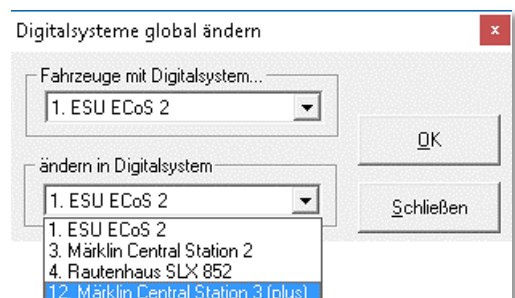 Digitalsysteme global ändern
x
Fahrzeuge mit Digitalsystem...
1. ESU ECoS 2
OK
ändern in Digitalsystem
1. ESU ECoS 2
Schließen
1. ESU ECoS 2
3. Märklin Central Station 2
4. Rautenhaus SLX 852
12. Märklin Central Station 3 (plus)